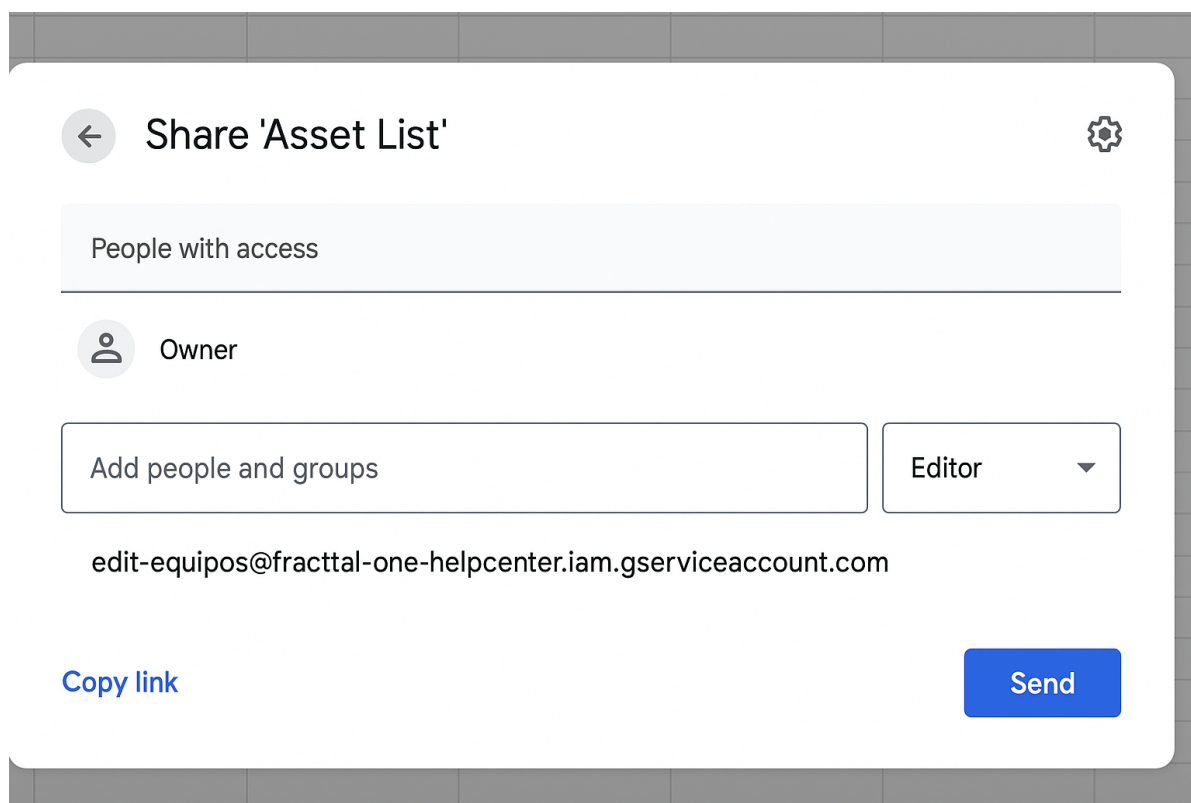 Share 'Asset List'
People with access
Owner
Add people and groups
Editor
edit-equipos@fracttal-one-helpcenter.iam.gserviceaccount.com
Copy link
Send